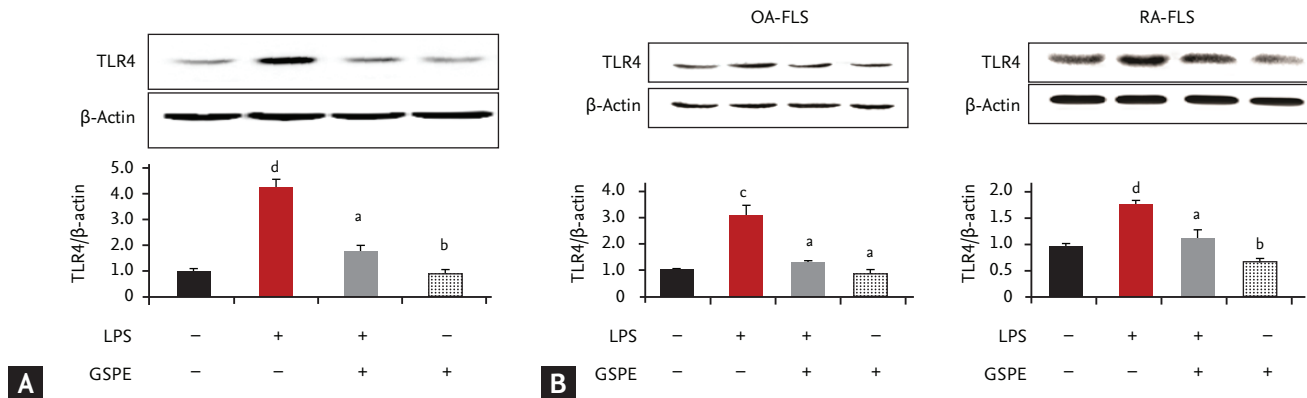 TLR4
β-Actin
TLR4/β-actin
5.0
4.0
3.0
2.0
1.0
0
d
a
b
LPS – + + –
GSPE – – + +
A
OA-FLS
TLR4
β-Actin
TLR4/β-actin
4.0
3.0
2.0
1.0
0
c
a
a
LPS – + + –
GSPE – – + +
B
RA-FLS
TLR4
β-Actin
TLR4/β-actin
2.0
1.5
1.0
0.5
0
d
a
b
LPS – + + –
GSPE – – + +